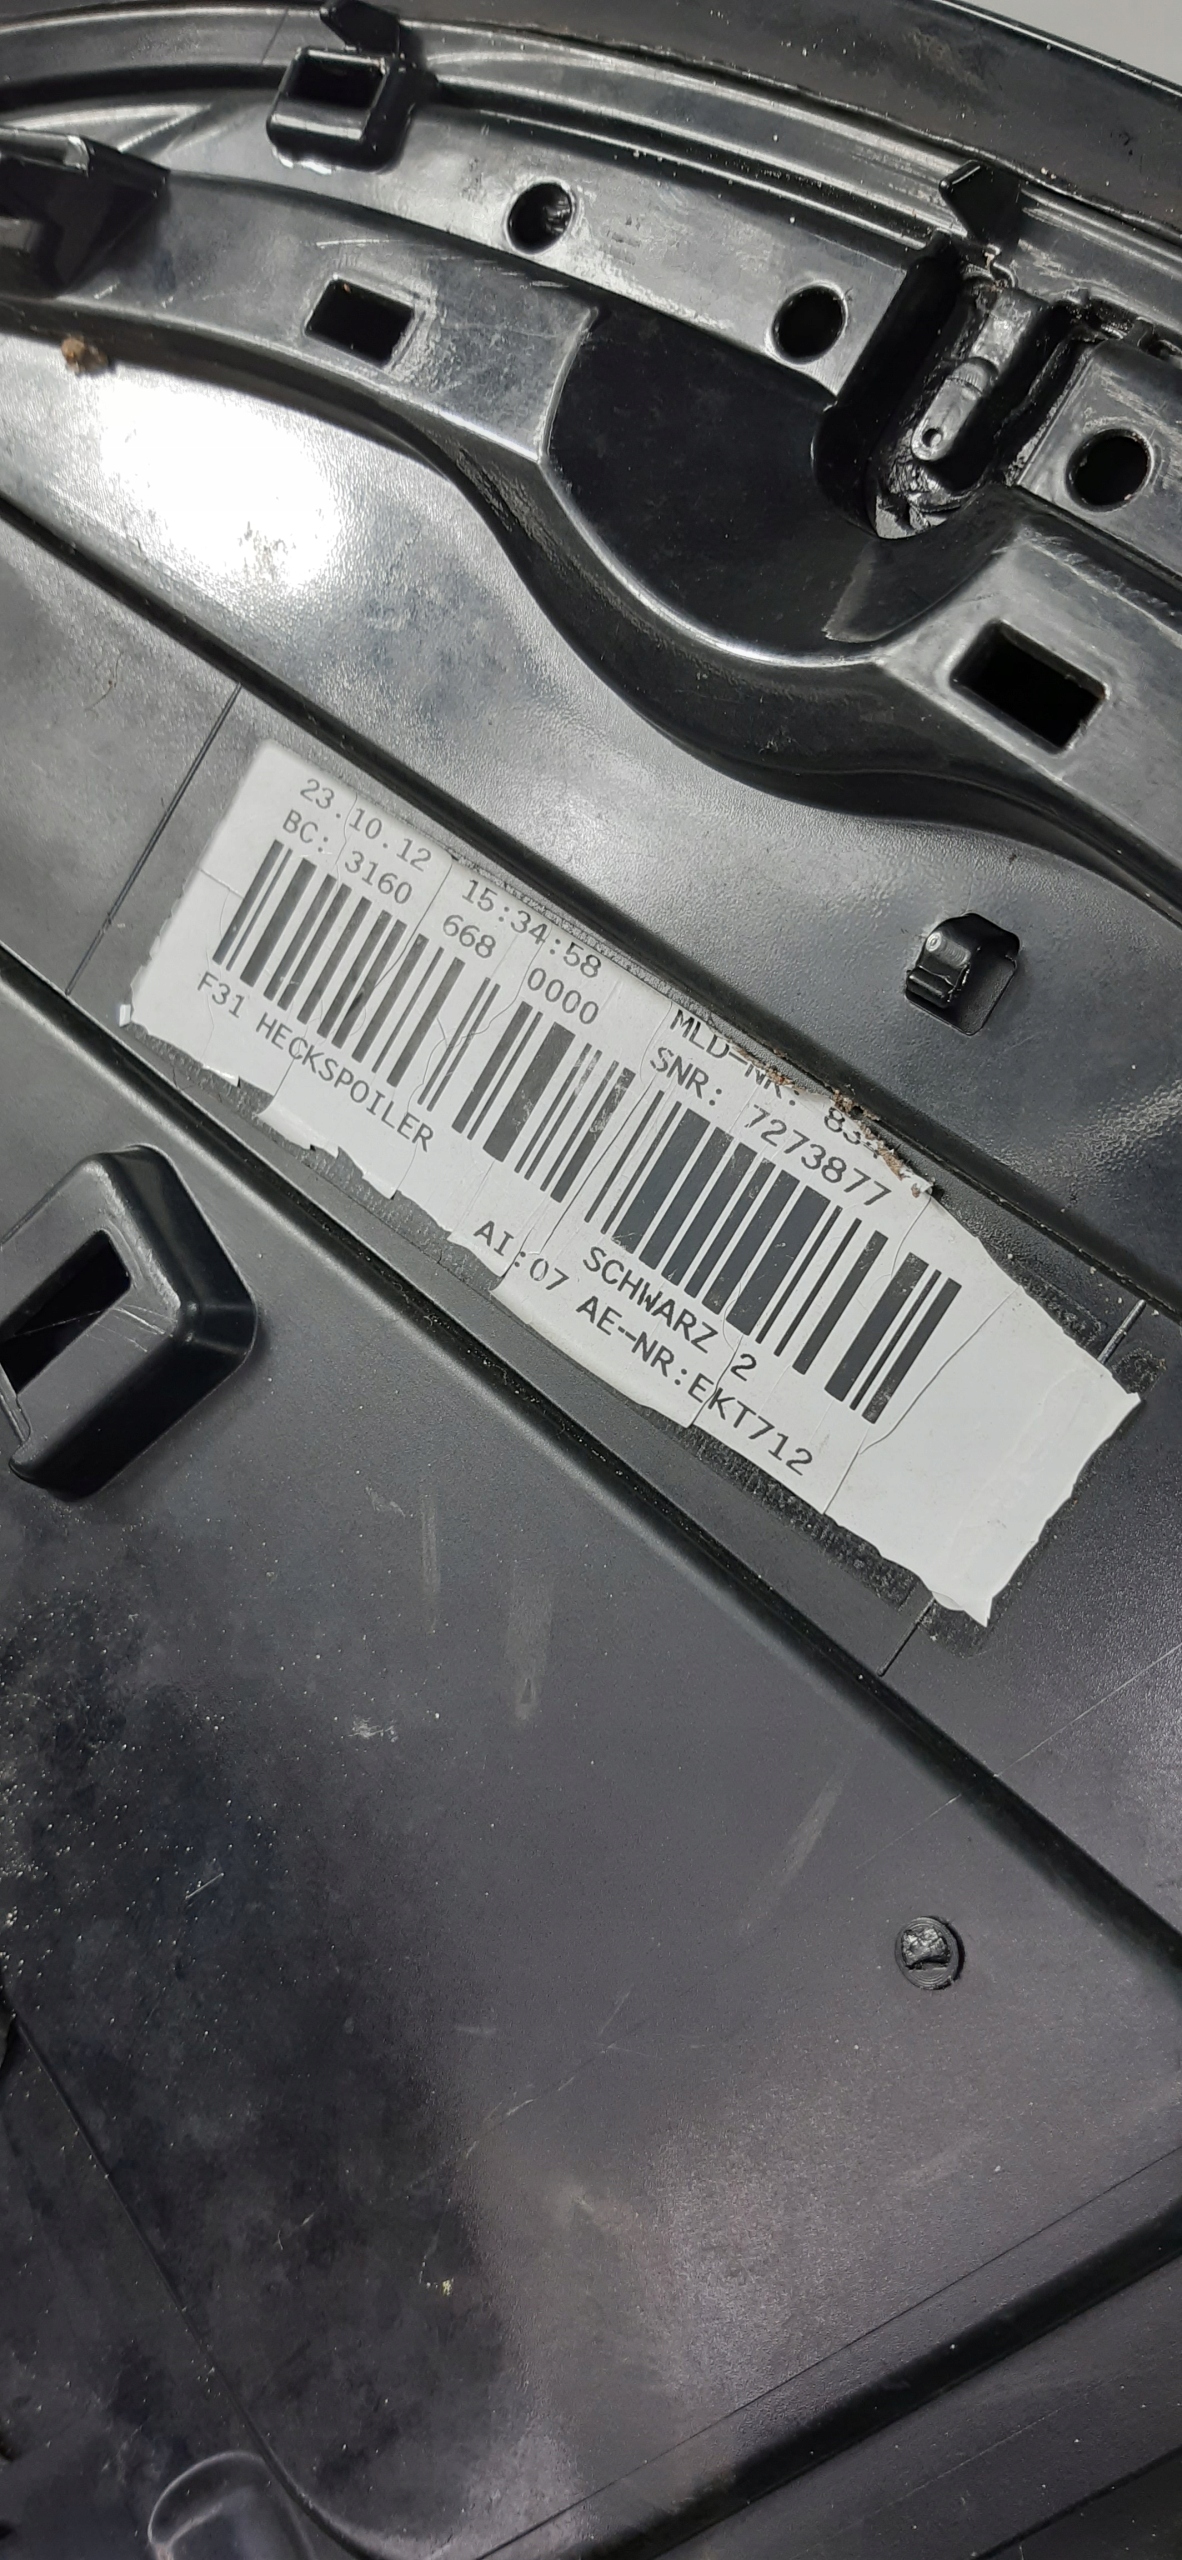 23.10.12 15:34:58 MLD-NR:
BC: 3160 668 0000 SNR: 7273877
F31 HECKSPOILER SCHWARZ 2
AI:07 AE-NR:EKT712